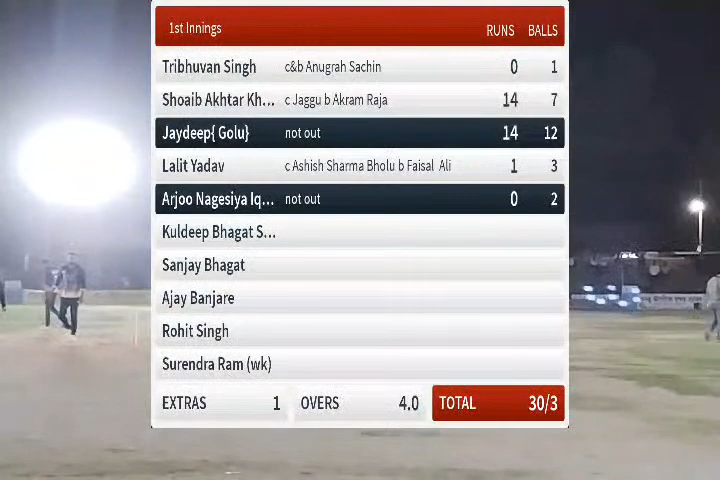 1st Innings RUNS BALLS
Tribhuvan Singh c&b Anugrah Sachin 0 1
Shoaib Akhtar Kh... c Jaggu b Akram Raja 14 7
Jaydeep{ Golu} not out 14 12
Lalit Yadav c Ashish Sharma Bholu b Faisal Ali 1 3
Arjoo Nagesiya Iq... not out 0 2
Kuldeep Bhagat S...
Sanjay Bhagat
Ajay Banjare
Rohit Singh
Surendra Ram (wk)
EXTRAS 1 OVERS 4.0 TOTAL 30/3